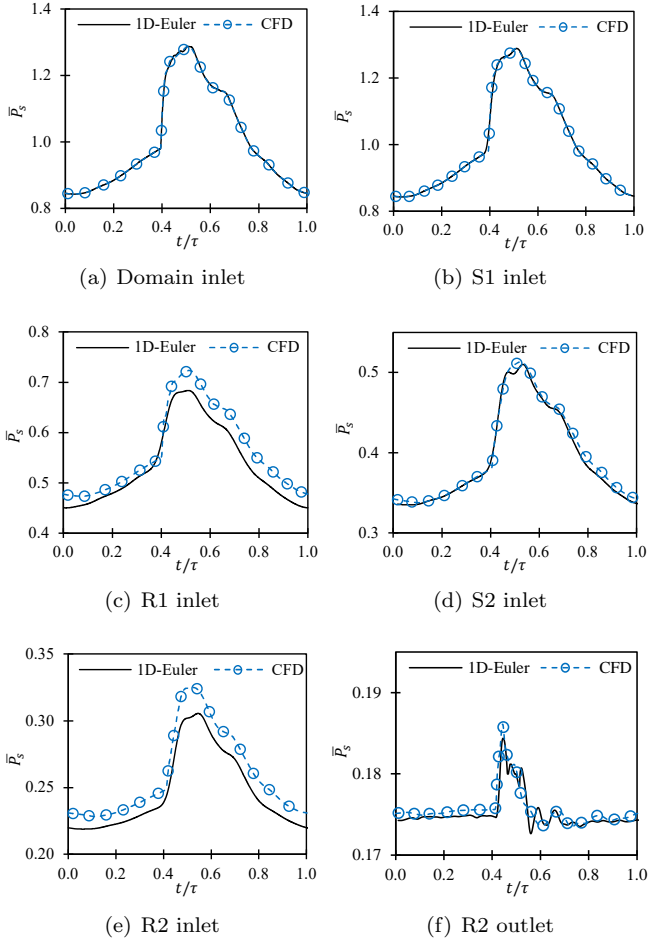 1D-Euler CFD
1.4
1.2
1.0
0.8
P̅s
0.0 0.2 0.4 0.6 0.8 1.0
t/τ
(a) Domain inlet
1D-Euler CFD
1.4
1.2
1.0
0.8
P̅s
0.0 0.2 0.4 0.6 0.8 1.0
t/τ
(b) S1 inlet
1D-Euler CFD
0.8
0.7
0.6
0.5
0.4
P̅s
0.0 0.2 0.4 0.6 0.8 1.0
t/τ
(c) R1 inlet
1D-Euler CFD
0.5
0.4
0.3
P̅s
0.0 0.2 0.4 0.6 0.8 1.0
t/τ
(d) S2 inlet
1D-Euler CFD
0.35
0.30
0.25
0.20
P̅s
0.0 0.2 0.4 0.6 0.8 1.0
t/τ
(e) R2 inlet
1D-Euler CFD
0.19
0.18
0.17
P̅s
0.0 0.2 0.4 0.6 0.8 1.0
t/τ
(f) R2 outlet